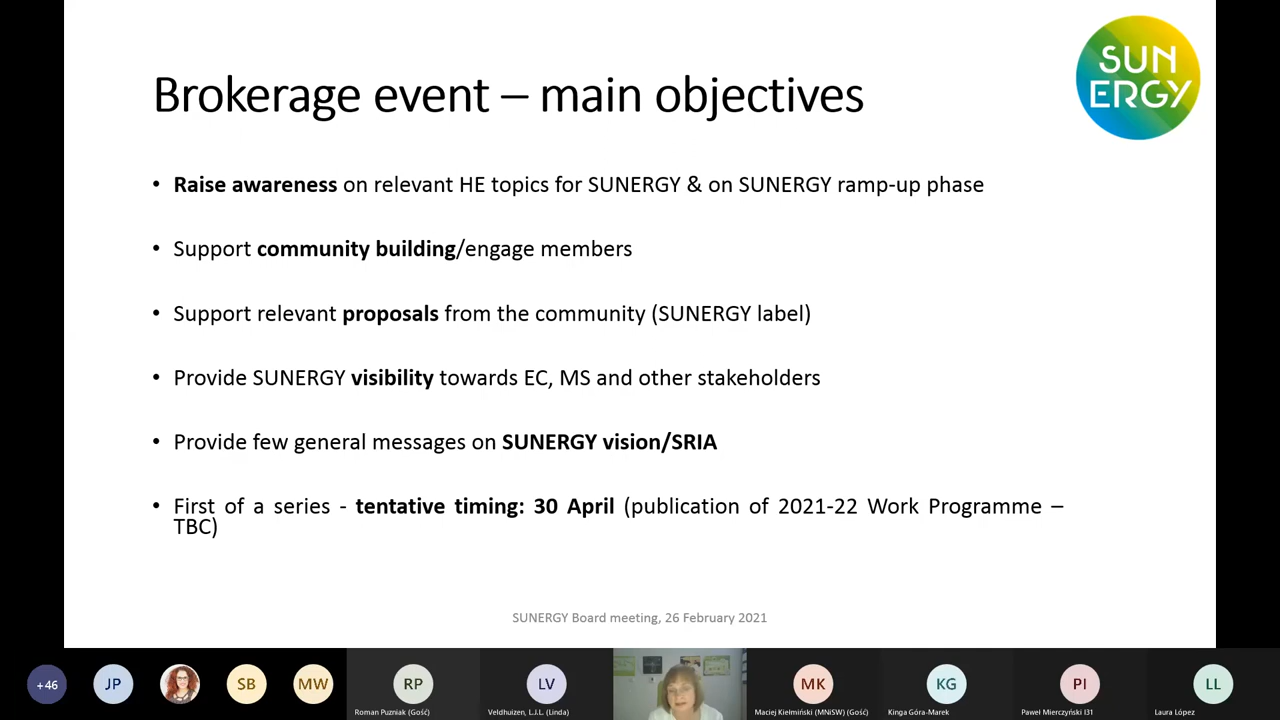 SUN
ERGY
Brokerage event – main objectives
• Raise awareness on relevant HE topics for SUNERGY & on SUNERGY ramp-up phase
• Support community building/engage members
• Support relevant proposals from the community (SUNERGY label)
• Provide SUNERGY visibility towards EC, MS and other stakeholders
• Provide few general messages on SUNERGY vision/SRIA
• First of a series - tentative timing: 30 April (publication of 2021-22 Work Programme –
TBC)
SUNERGY Board meeting, 26 February 2021
+46
JP
SB
MW
RP
LV
MK
KG
PI
LL
Roman Puzniak (Gość)
Veldhuizen, L.J.L. (Linda)
Maciej Kiełmiński (MNiSW) (Gość)
Kinga Góra-Marek
Paweł Mierczyński I31
Laura López